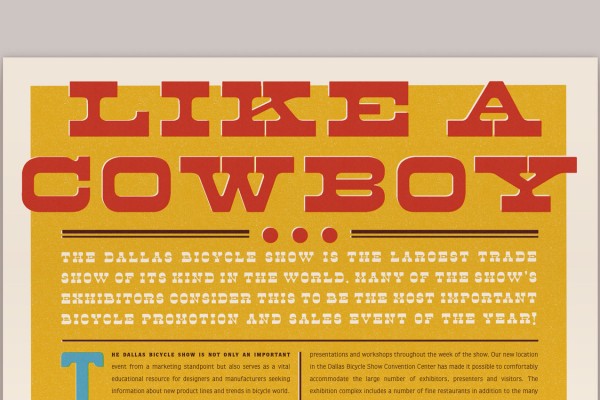 LIKE A
COWBOY
THE DALLAS BICYCLE SHOW IS THE LARGEST TRADE
SHOW OF ITS KIND IN THE WORLD. MANY OF THE SHOW'S
EXHIBITORS CONSIDER THIS TO BE THE MOST IMPORTANT
BICYCLE PROMOTION AND SALES EVENT OF THE YEAR!
THE DALLAS BICYCLE SHOW IS NOT ONLY AN IMPORTANT
event from a marketing standpoint but also serves as a vital
educational resource for designers and manufacturers seeking
information about new product lines and trends in bicycle world.
presentations and workshops throughout the week of the show. Our new location
in the Dallas Bicycle Show Convention Center has made it possible to comfortably
accommodate the large number of exhibitors, presenters and visitors. The
exhibition complex includes a number of fine restaurants in addition to the many